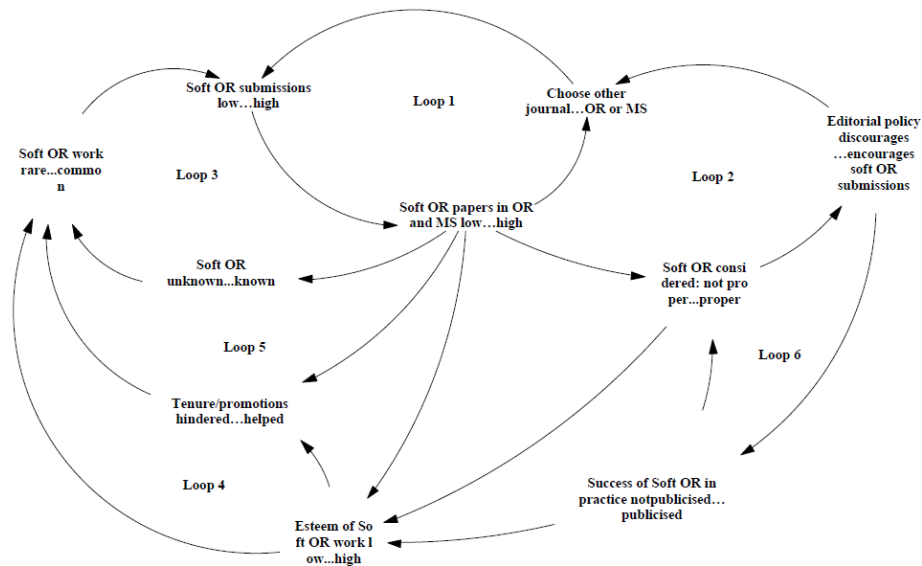 Soft OR submissions
low…high
Loop 1
Choose other
journal…OR or MS
Editorial policy
discourages
…encourages
soft OR
submissions
Soft OR work
rare...commo
n
Loop 3
Loop 2
Soft OR papers in OR
and MS low…high
Soft OR
unknown...known
Soft OR consi
dered: not pro
per...proper
Loop 5
Loop 6
Tenure/promotions
hindered…helped
Loop 4
Success of Soft OR in
practice notpublicised…
publicised
Esteem of So
ft OR work l
ow...high